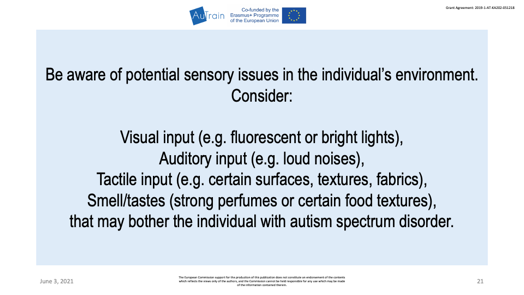 AuTrain
Co-funded by the
Erasmus+ Programme
of the European Union
Grant Agreement: 2019-1-AT-KA202-051218
Be aware of potential sensory issues in the individual's environment.
Consider:
Visual input (e.g. fluorescent or bright lights),
Auditory input (e.g. loud noises),
Tactile input (e.g. certain surfaces, textures, fabrics),
Smell/tastes (strong perfumes or certain food textures),
that may bother the individual with autism spectrum disorder.
June 3, 2021
The European Commission support for the production of this publication does not constitute an endorsement of the contents
which reflects the views only of the authors, and the Commission cannot be held responsible for any use which may be made
of the information contained therein.
21